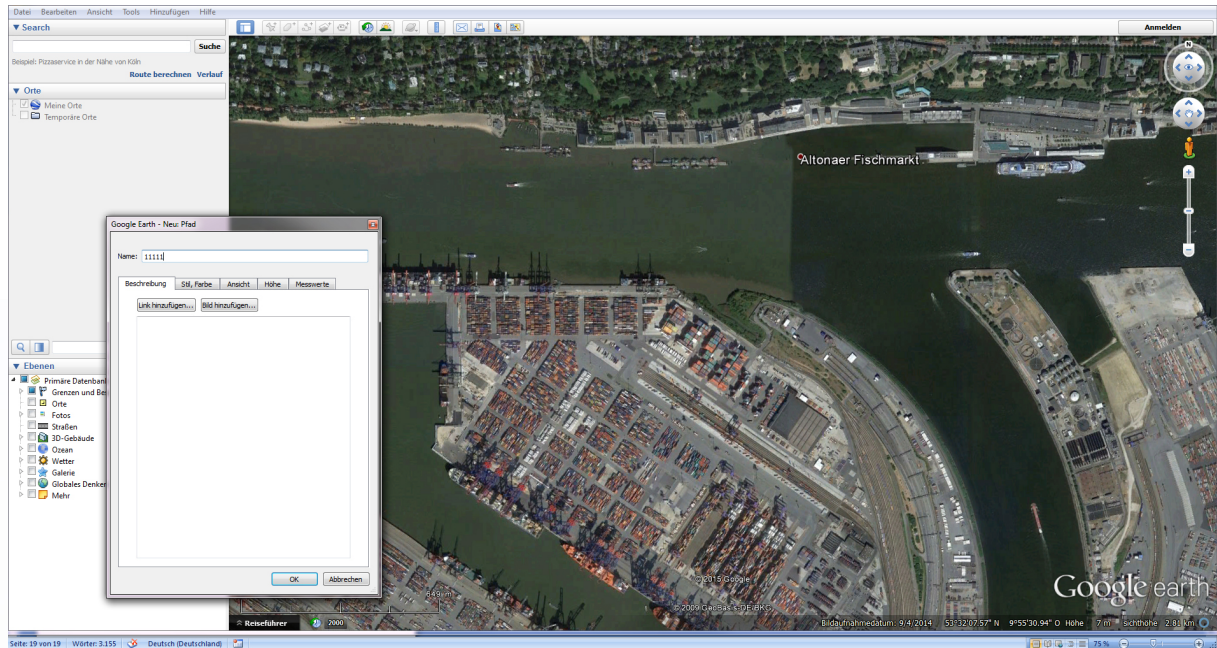 Datei Bearbeiten Ansicht Tools Hinzufügen Hilfe
▼ Search
Anmelden
Suche
Beispiel: Pizzaservice in der Nähe von Köln
Route berechnen Verlauf
▼ Orte
Meine Orte
Temporäre Orte
N
Altonaer Fischmarkt
Google Earth - Neu: Pfad
Name: 11111
Beschreibung Stil, Farbe Ansicht Höhe Messwerte
Link hinzufügen... Bild hinzufügen...
▼ Ebenen
Primäre Datenbank
Grenzen und Bes
Orte
Fotos
Straßen
3D-Gebäude
Ozean
Wetter
Galerie
Globales Denken
Mehr
OK Abbrechen
©2015 Google
© 2009 GeoBasis-DE/BKG
649 m
Google earth
Reiseführer 2000
Bildaufnahmedatum: 9/4/2014 53°32'07.57" N 9°55'30.94" O Höhe 7 m sichthöhe 2.81 km
Seite: 19 von 19 Wörter: 3.155 Deutsch (Deutschland) 75 %